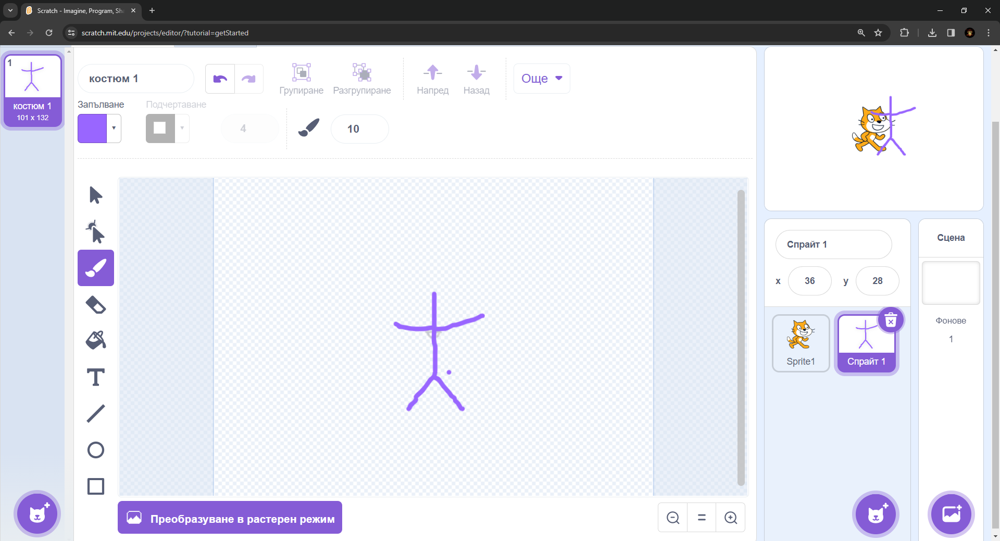 Scratch - Imagine, Program, Sh
scratch.mit.edu/projects/editor/?tutorial=getStarted
1
костюм 1
101 x 132
костюм 1
Групиране
Разгрупиране
Напред
Назад
Още
Запълване
Подчертаване
4
10
Преобразуване в растерен режим
Спрайт 1
x 36 y 28
Sprite1
Спрайт 1
Сцена
Фонове
1